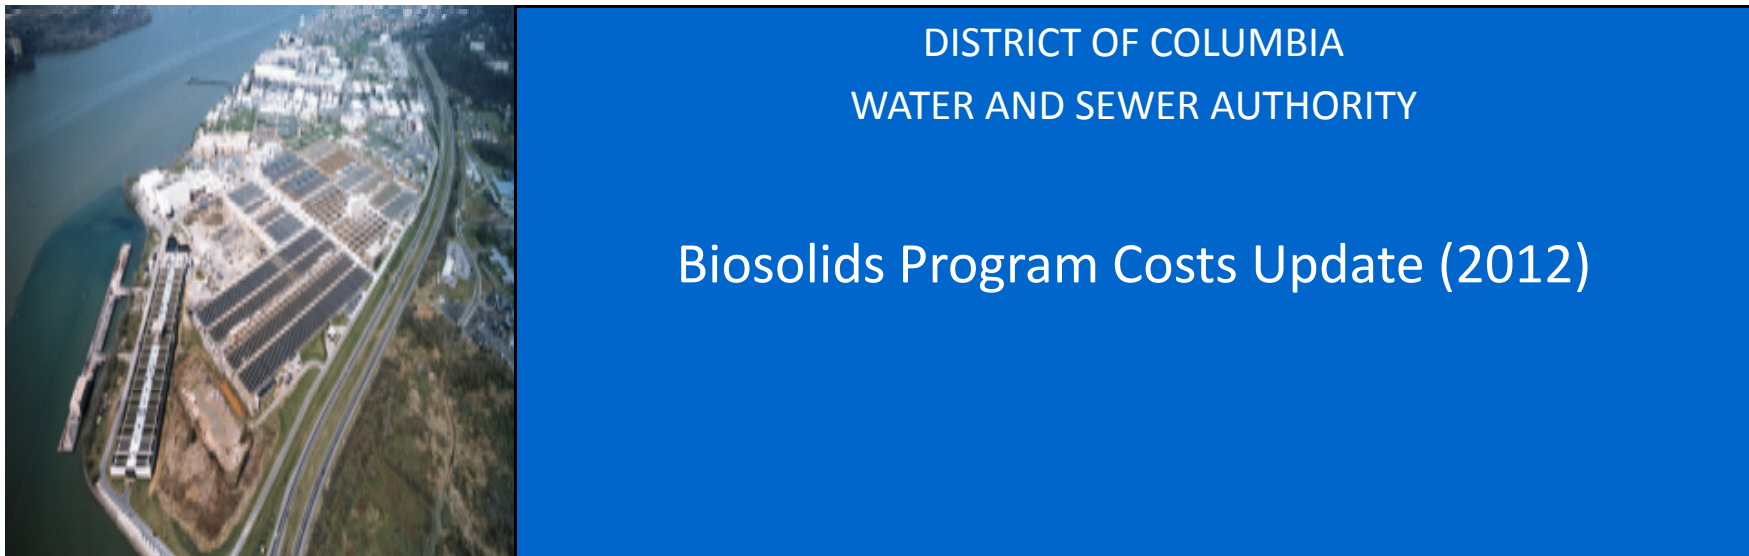 DISTRICT OF COLUMBIA
WATER AND SEWER AUTHORITY
Biosolids Program Costs Update (2012)